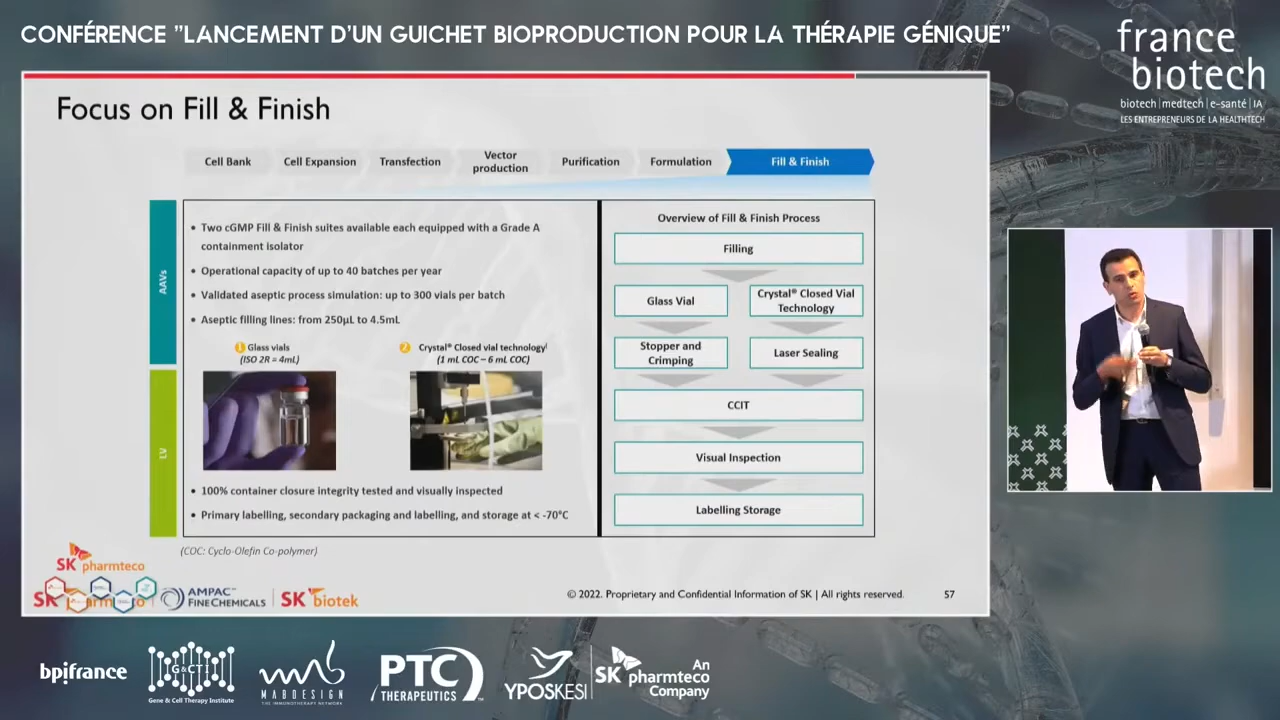 CONFÉRENCE "LANCEMENT D'UN GUICHET BIOPRODUCTION POUR LA THÉRAPIE GÉNIQUE"
france
biotech
biotech | medtech | e-santé | IA
LES ENTREPRENEURS DE LA HEALTHTECH
Focus on Fill & Finish
Cell Bank
Cell Expansion
Transfection
Vector
production
Purification
Formulation
Fill & Finish
AAVs
LV
• Two cGMP Fill & Finish suites available each equipped with a Grade A
containment isolator
• Operational capacity of up to 40 batches per year
• Validated aseptic process simulation: up to 300 vials per batch
• Aseptic filling lines: from 250µL to 4.5mL
1 Glass vials
(ISO 2R = 4mL)
2 Crystal® Closed vial technology
(1 mL COC – 6 mL COC)
• 100% container closure integrity tested and visually inspected
• Primary labelling, secondary packaging and labelling, and storage at < -70°C
Overview of Fill & Finish Process
Filling
Glass Vial
Crystal® Closed Vial
Technology
Stopper and
Crimping
Laser Sealing
CCIT
Visual Inspection
Labelling Storage
(COC: Cyclo-Olefin Co-polymer)
SK pharmteco
SK
AMPAC™
FINE CHEMICALS
SK biotek
© 2022. Proprietary and Confidential Information of SK | All rights reserved.
57
bpifrance
G&CTI
Gene & Cell Therapy Institute
MABDESIGN
THE IMMUNOTHERAPY NETWORK
PTC
THERAPEUTICS
YPOSKESI
SK pharmteco
An
Company